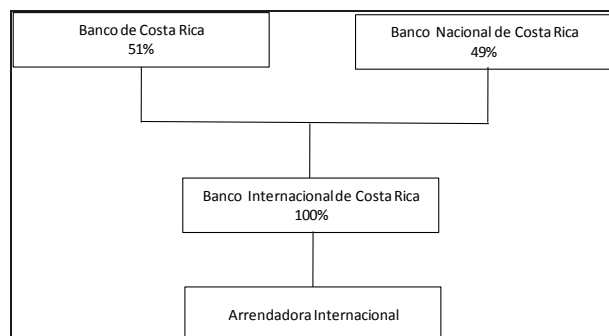 Banco de Costa Rica
51%
Banco Nacional de Costa Rica
49%
Banco Internacional de Costa Rica
100%
Arrendadora Internacional